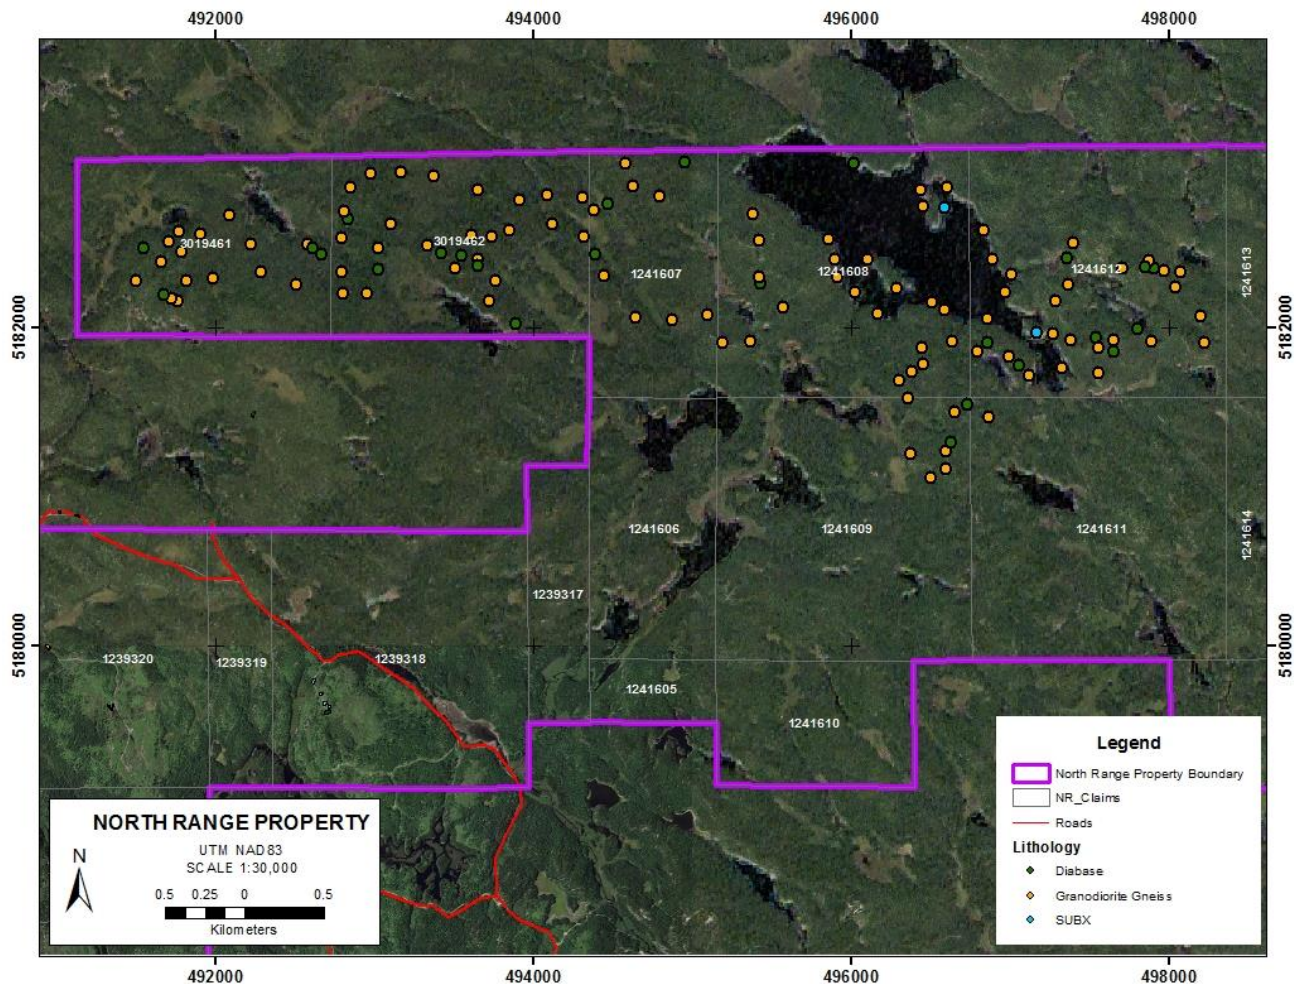 492000 494000 496000 498000
1241613
3019461 3019462
1241607 1241608 1241612
5182000 5182000
1241606 1241609 1241611
1241614
1239317
5180000 5180000
1239320 1239319 1239318
1241605
1241610
Legend
North Range Property Boundary
NR_Claims
Roads
Lithology
Diabase
Granodiorite Gneiss
SUBX
NORTH RANGE PROPERTY
UTM NAD83
SCALE 1:30,000
N
0.5 0.25 0 0.5
Kilometers
492000 494000 496000 498000